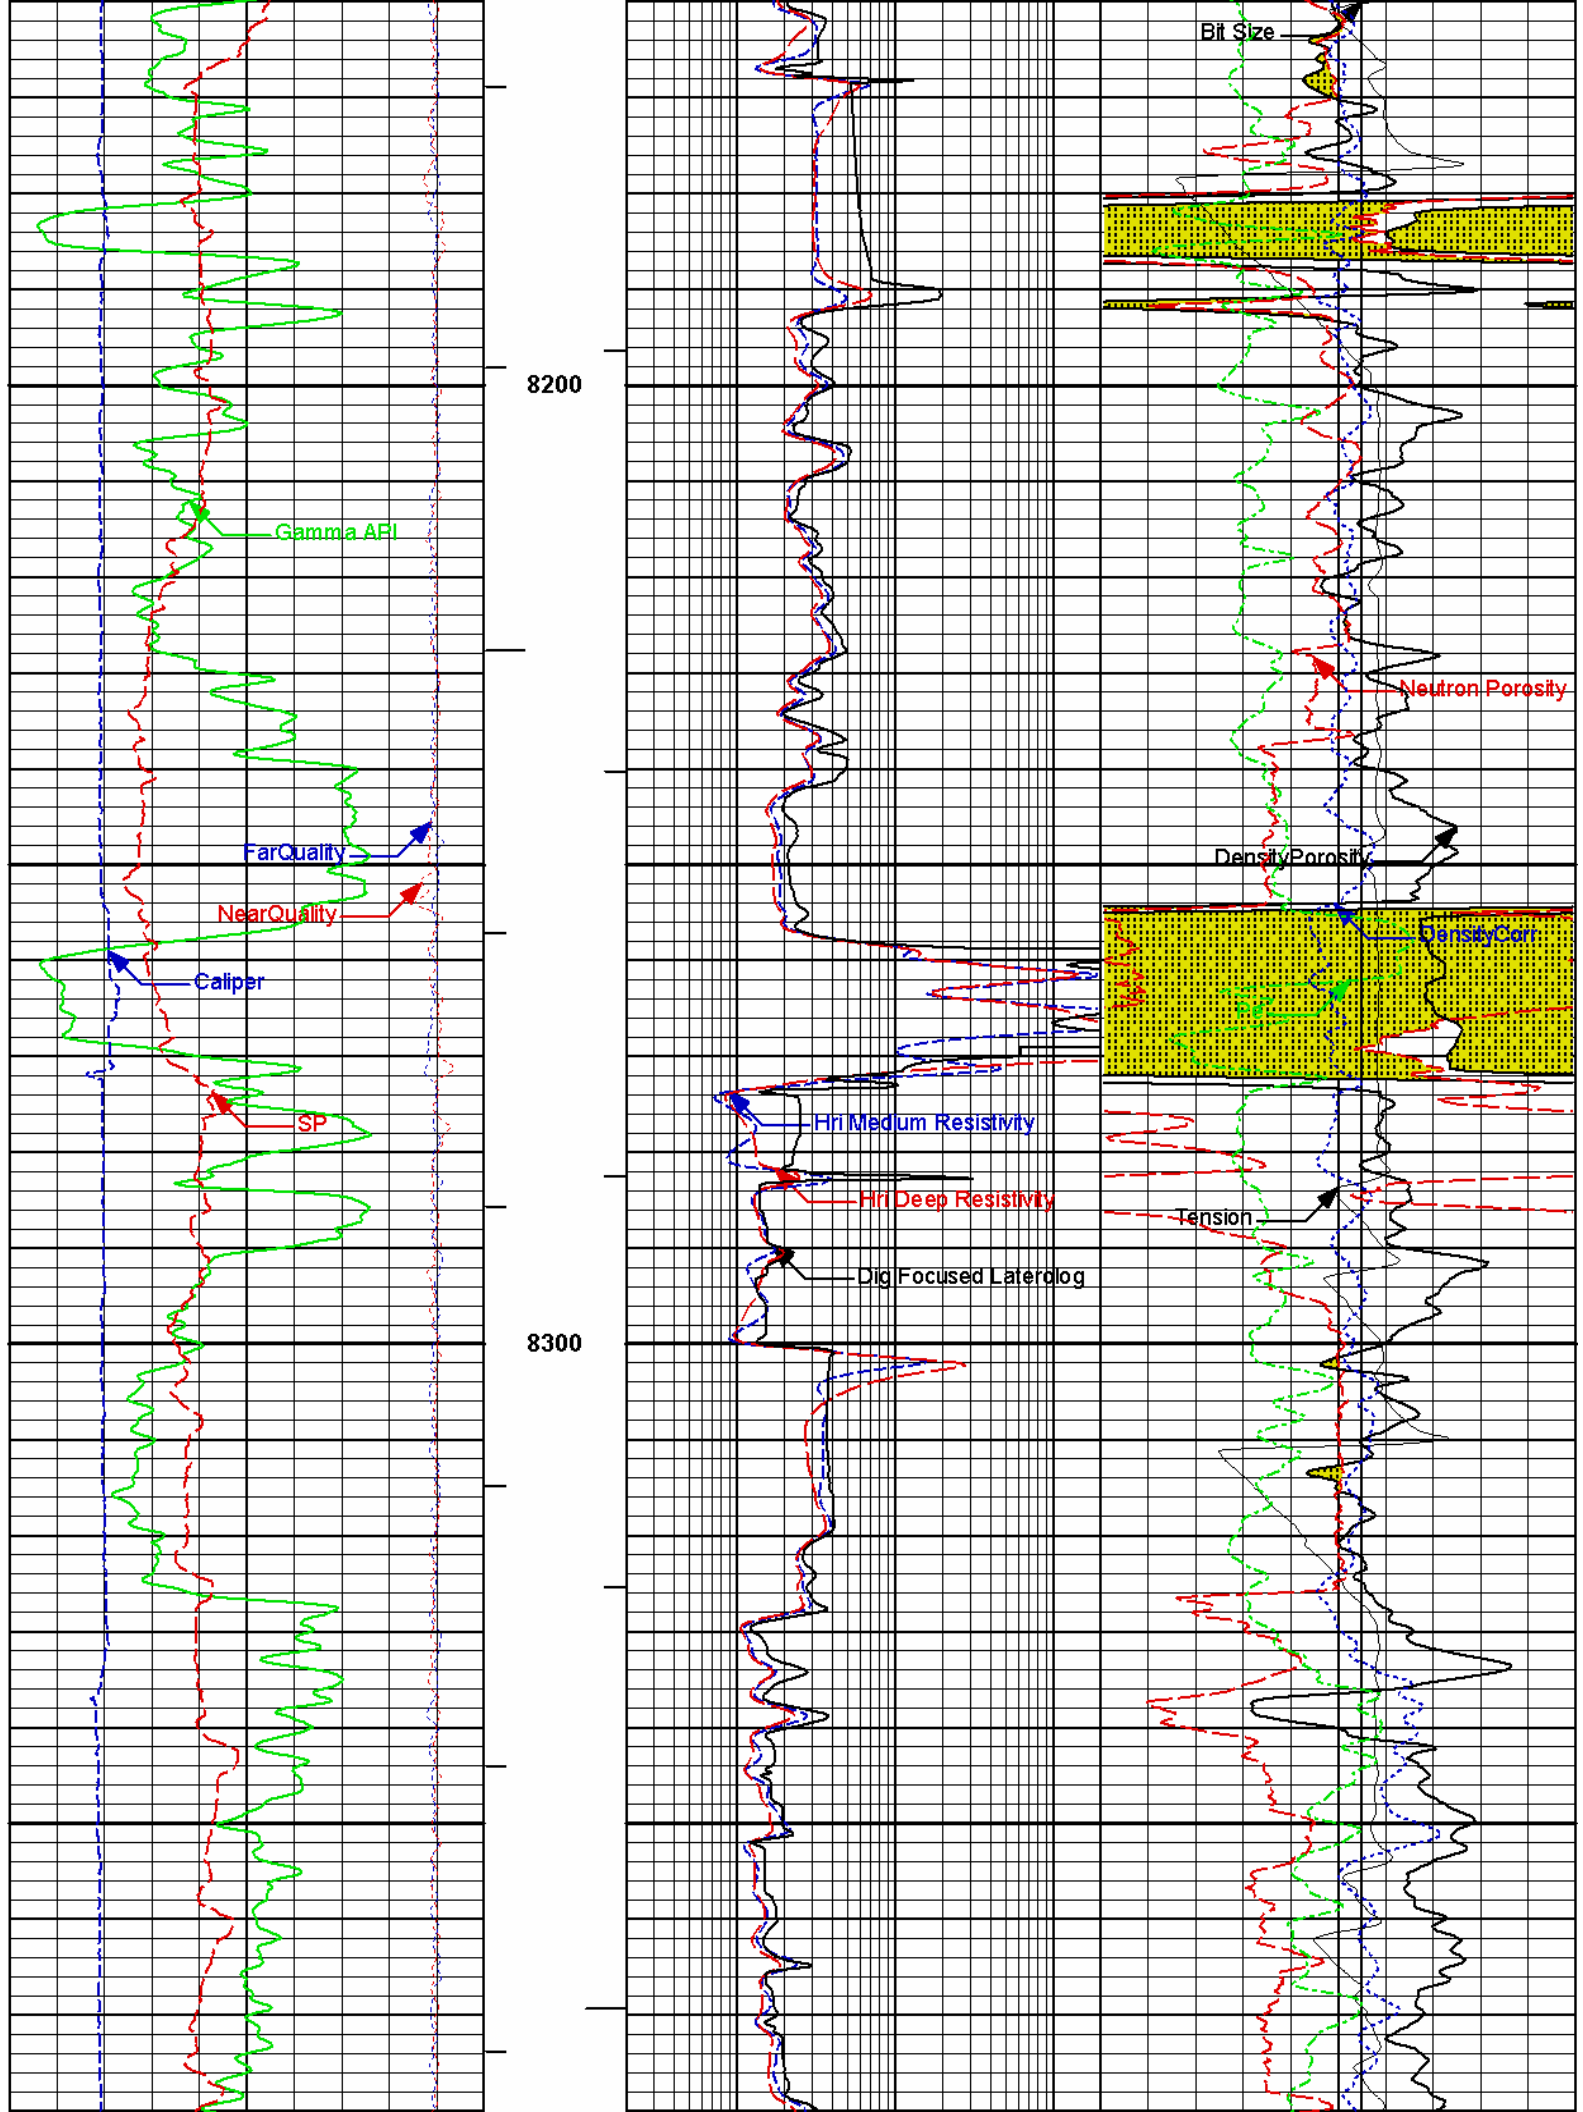 Bit Size
8200
Gamma API
Neutron Porosity
FarQuality
DensityPorosity
NearQuality
DensityCorr
Caliper
Pe
SP
Hri Medium Resistivity
Hri Deep Resistivity
Tension
Dig Focused Laterolog
8300